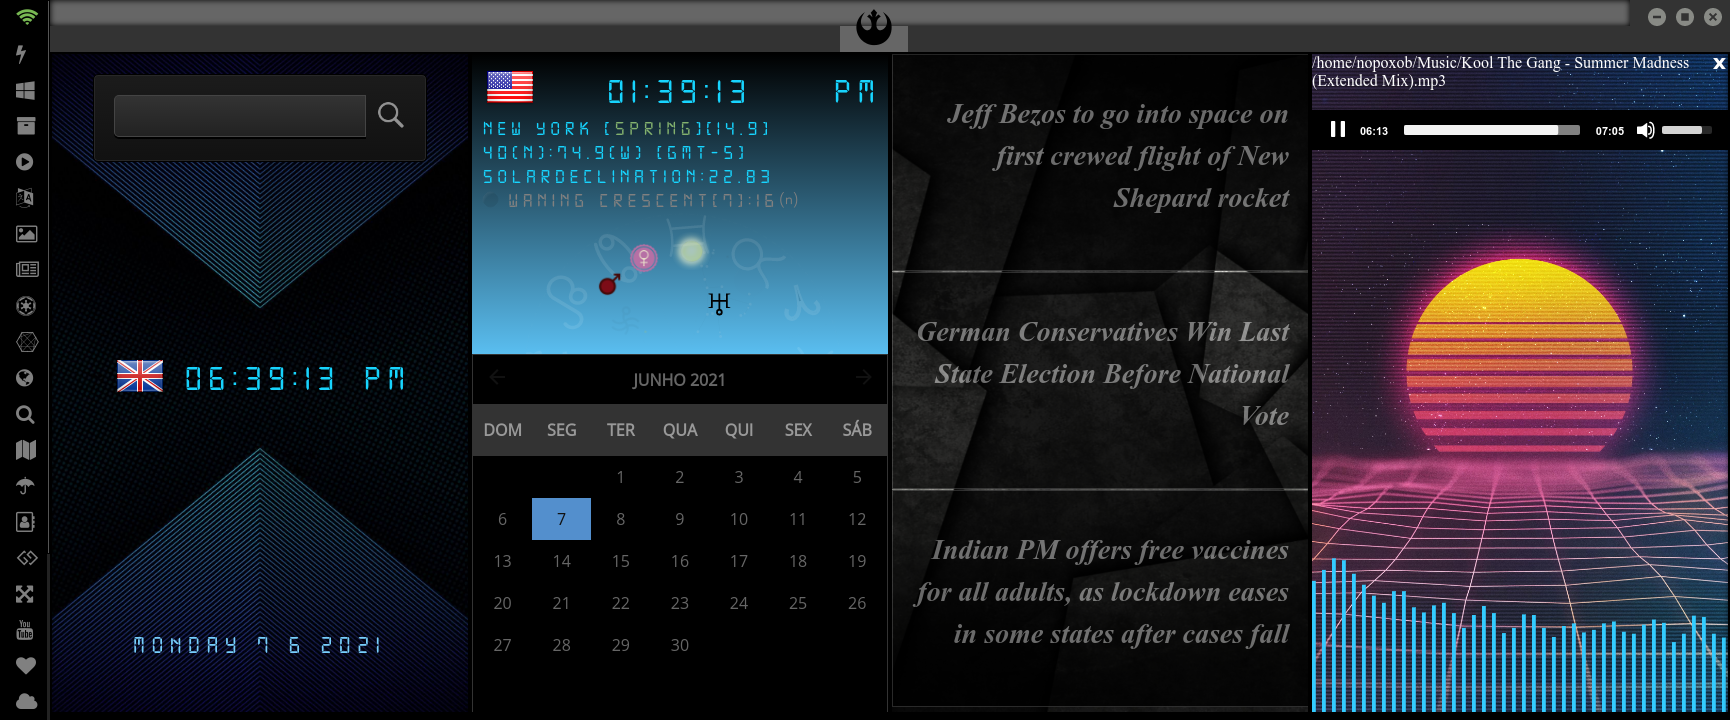 06:39:13 PM
MONDAY 7 6 2021
01:39:13 PM
NEW YORK [SPRING][14.9]
40(N):74.9(W) [GMT-5]
SOLARDECLINATION:22.83
WANING CRESCENT[7]:16(n)
JUNHO 2021
DOM SEG TER QUA QUI SEX SÁB
1 2 3 4 5
6 7 8 9 10 11 12
13 14 15 16 17 18 19
20 21 22 23 24 25 26
27 28 29 30
Jeff Bezos to go into space on
first crewed flight of New
Shepard rocket
German Conservatives Win Last
State Election Before National
Vote
Indian PM offers free vaccines
for all adults, as lockdown eases
in some states after cases fall
/home/nopoxob/Music/Kool The Gang - Summer Madness
(Extended Mix).mp3
x
06:13 07:05
You
Tube